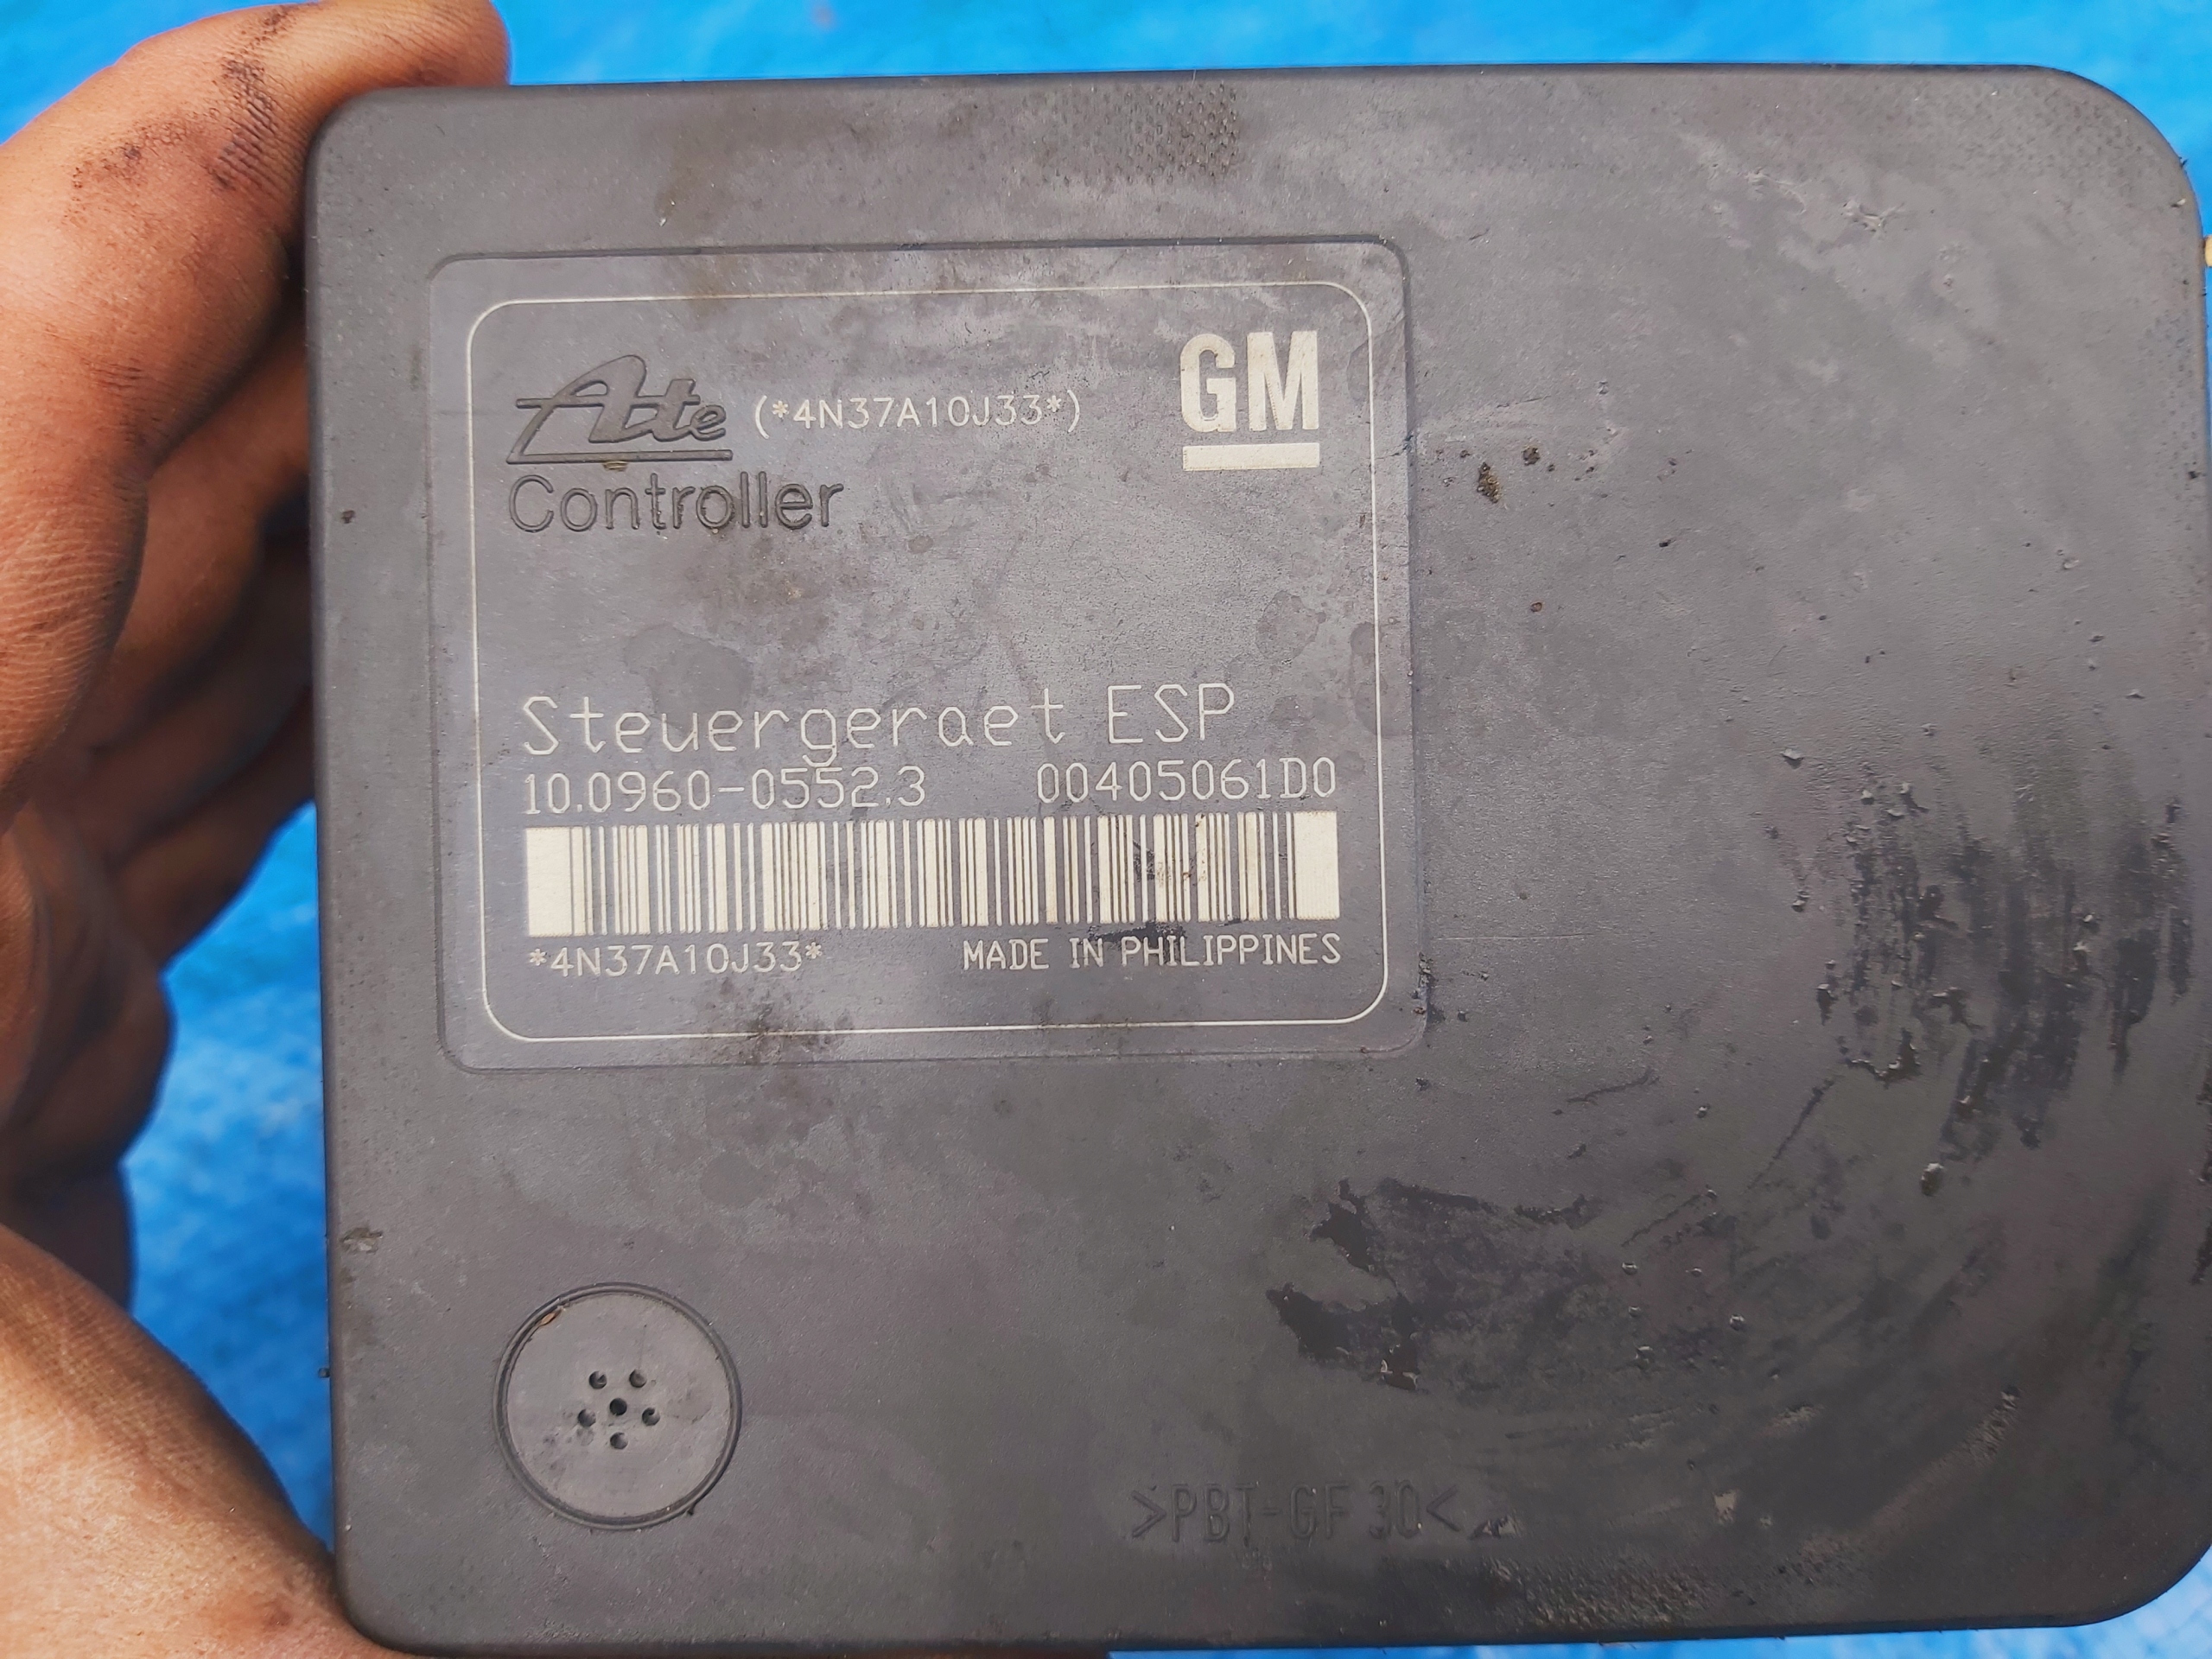 Ate (*4N37A10J33*) GM
Controller
Steuergeraet ESP
10.0960-0552.3 00405061D0
*4N37A10J33* MADE IN PHILIPPINES
>PBT-GF 30<